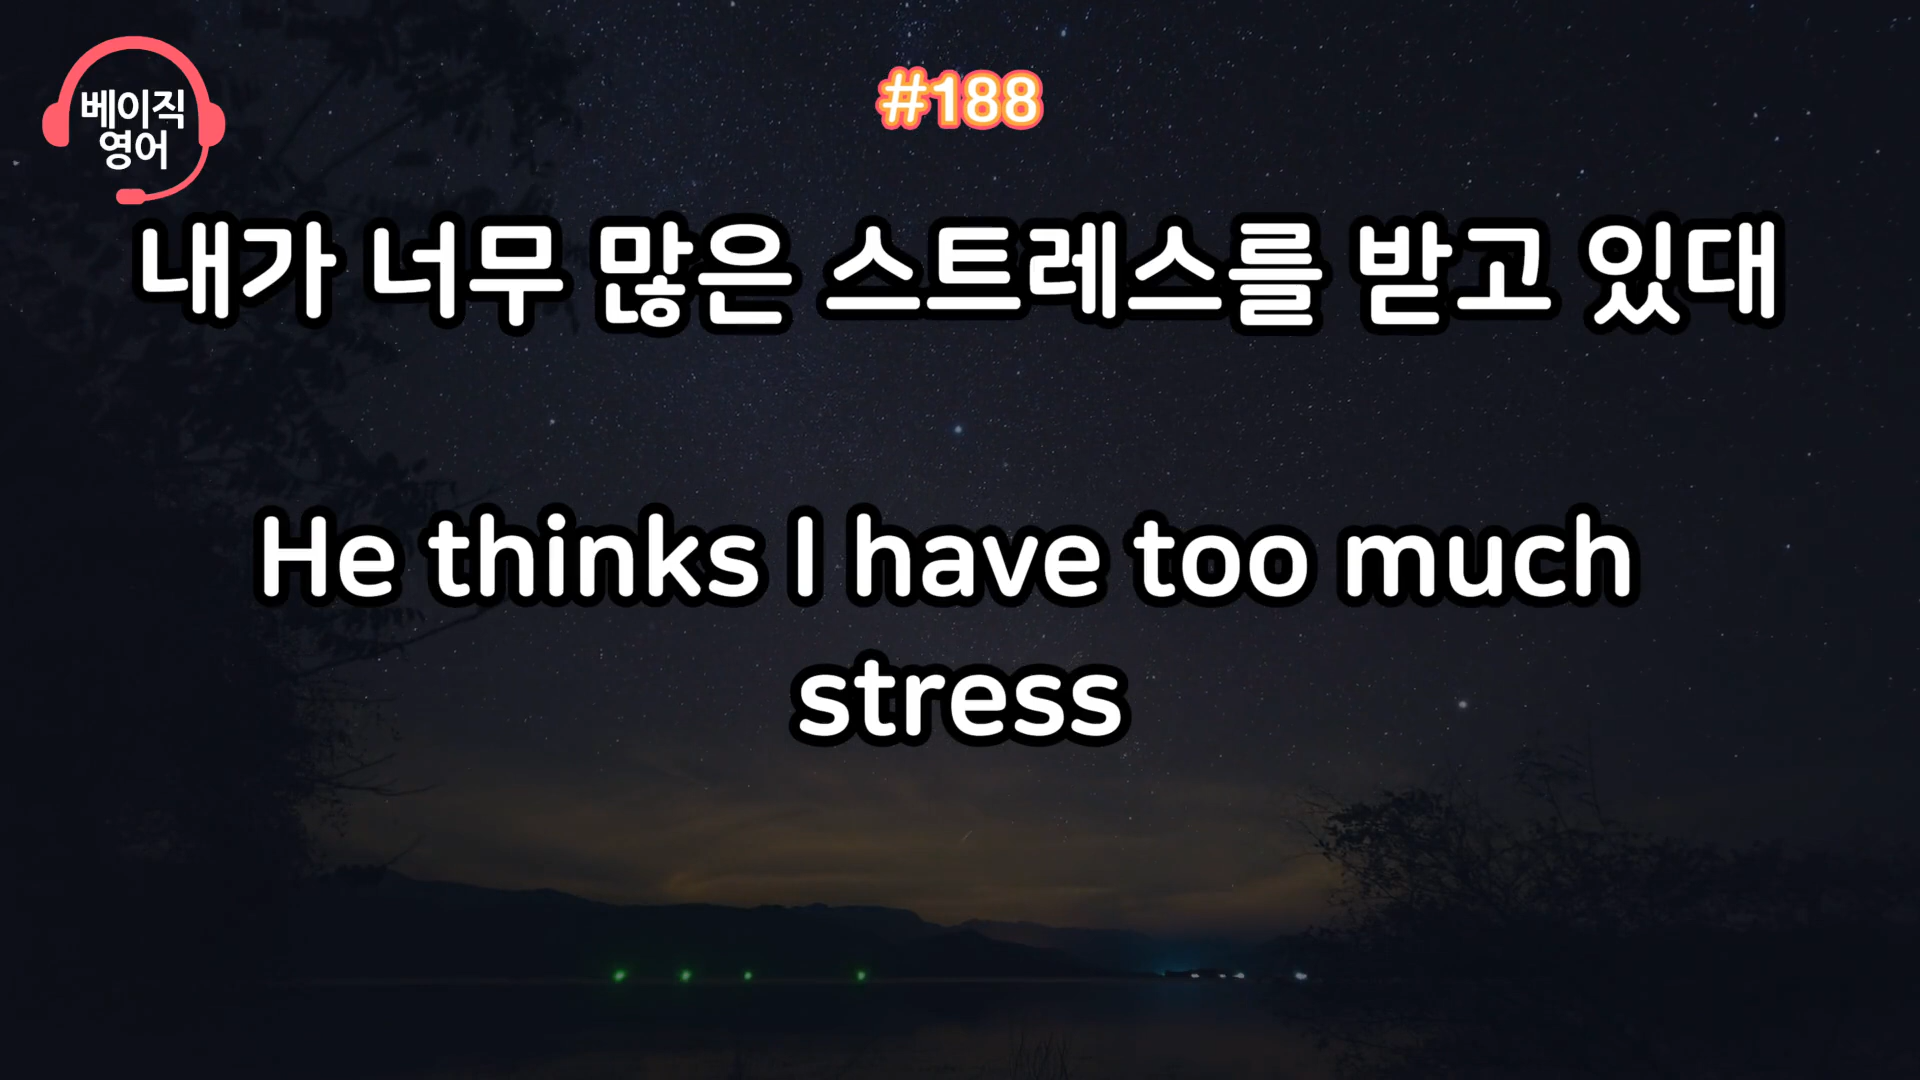 베이직
영어
#188
내가 너무 많은 스트레스를 받고 있대
He thinks I have too much
stress